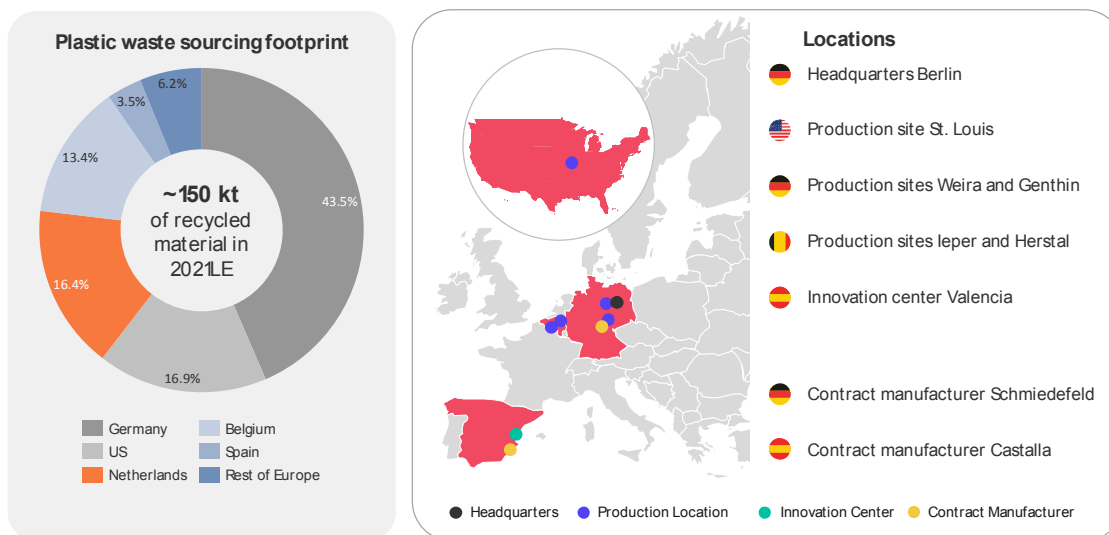 Plastic waste sourcing footprint
6.2%
3.5%
13.4%
43.5%
16.4%
16.9%
~150 kt
of recycled
material in
2021LE
Germany
Belgium
US
Spain
Netherlands
Rest of Europe
Locations
Headquarters Berlin
Production site St. Louis
Production sites Weira and Genthin
Production sites Ieper and Herstal
Innovation center Valencia
Contract manufacturer Schmiedefeld
Contract manufacturer Castalla
Headquarters
Production Location
Innovation Center
Contract Manufacturer